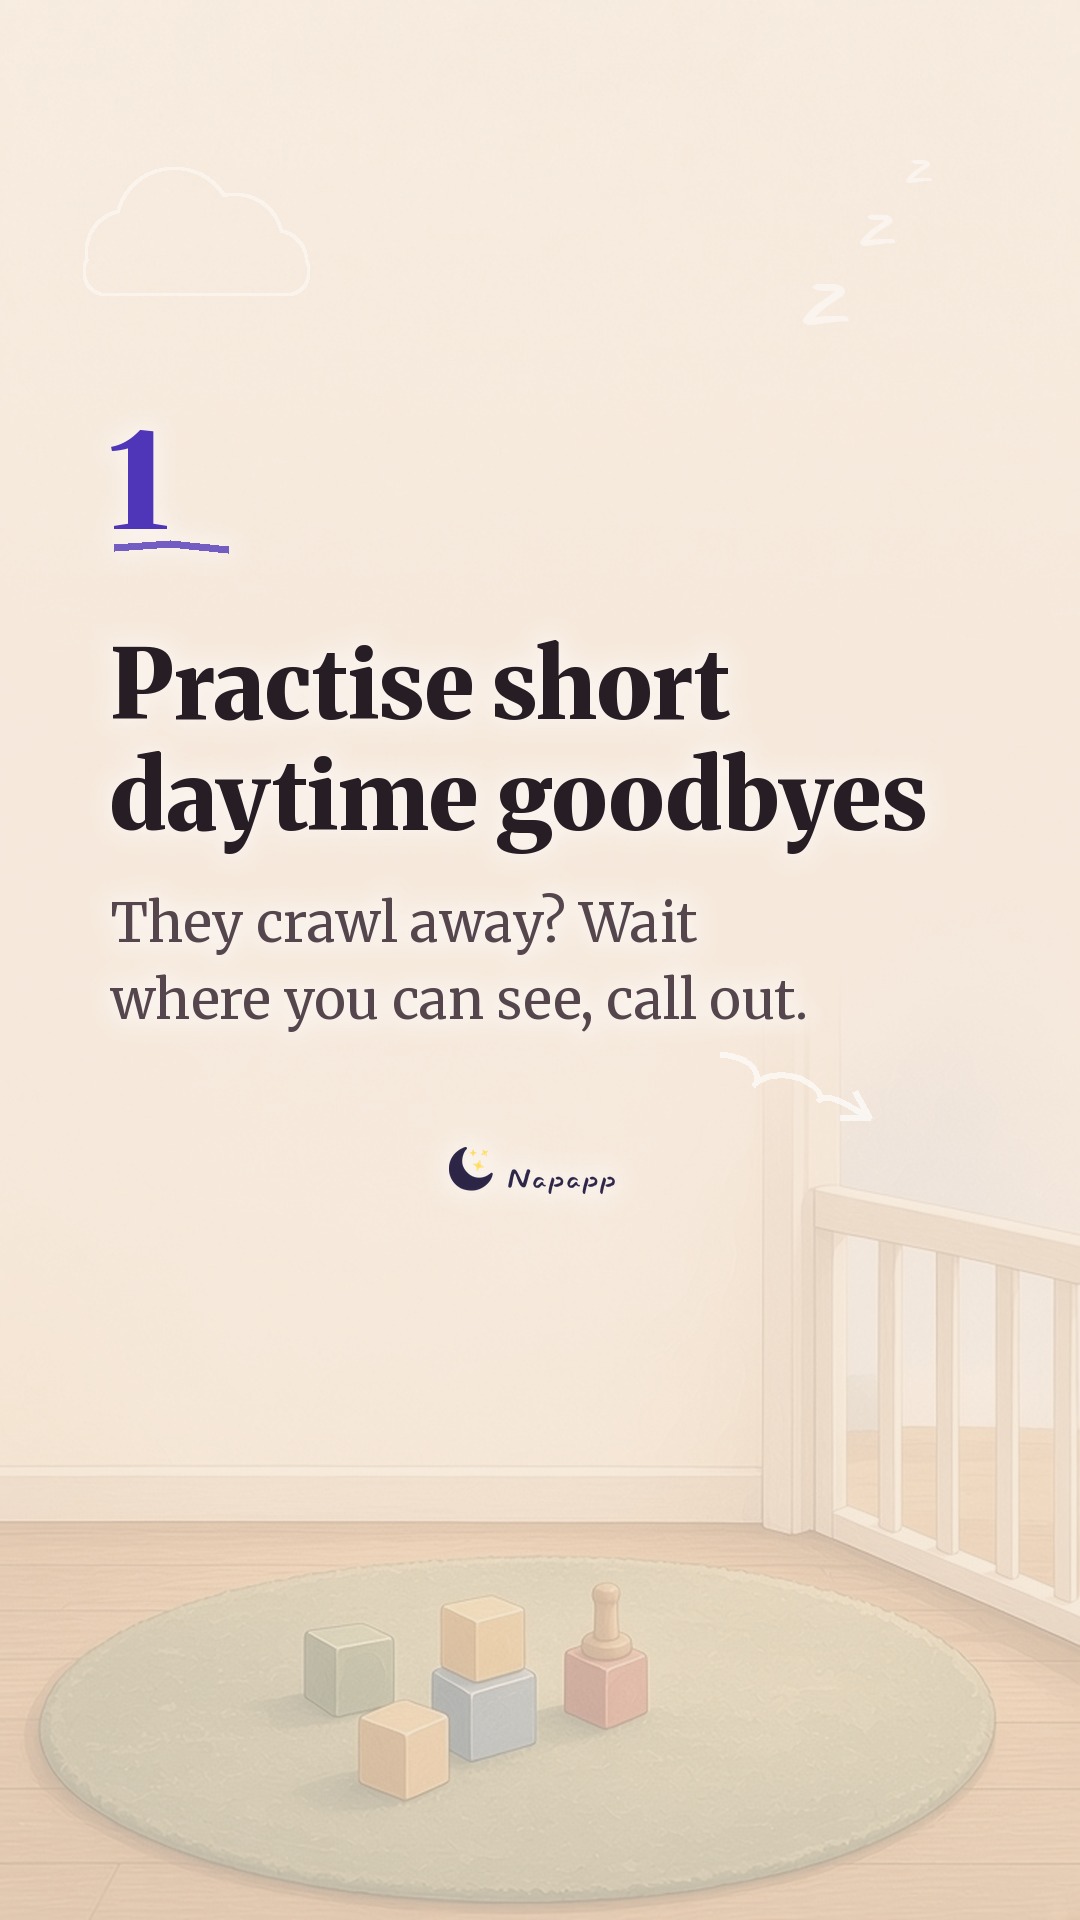 z
z
z
1
Practise short
daytime goodbyes
They crawl away? Wait
where you can see, call out.
Napapp